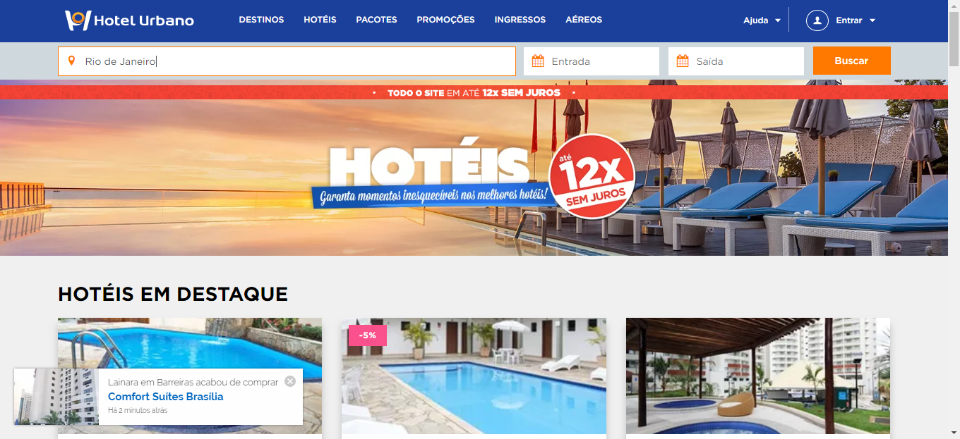 Hotel Urbano
DESTINOS HOTÉIS PACOTES PROMOÇÕES INGRESSOS AÉREOS
Ajuda Entrar
Rio de Janeiro Entrada Saída Buscar
• TODO O SITE EM ATÉ 12x SEM JUROS •
HOTÉIS
Garanta momentos inesquecíveis nos melhores hotéis!
até
12x
SEM JUROS
HOTÉIS EM DESTAQUE
-5%
Lainara em Barreiras acabou de comprar
Comfort Suites Brasília
Há 2 minutos atrás